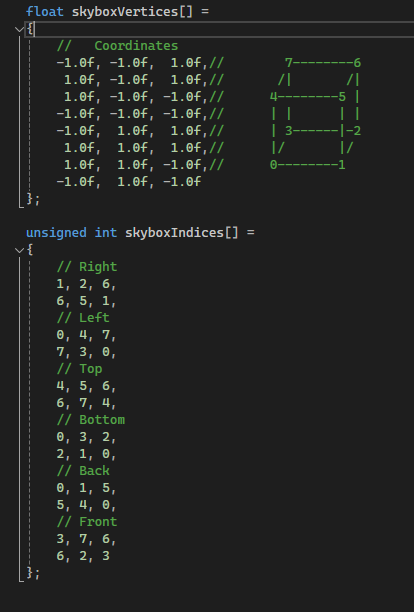 float skyboxVertices[] =
{
    //   Coordinates
    -1.0f, -1.0f,  1.0f,//        7--------6
     1.0f, -1.0f,  1.0f,//       /|       /|
     1.0f, -1.0f, -1.0f,//      4--------5 |
    -1.0f, -1.0f, -1.0f,//      | |      | |
    -1.0f,  1.0f,  1.0f,//      | 3------|-2
     1.0f,  1.0f,  1.0f,//      |/       |/
     1.0f,  1.0f, -1.0f,//      0--------1
    -1.0f,  1.0f, -1.0f
};
unsigned int skyboxIndices[] =
{
    // Right
    1, 2, 6,
    6, 5, 1,
    // Left
    0, 4, 7,
    7, 3, 0,
    // Top
    4, 5, 6,
    6, 7, 4,
    // Bottom
    0, 3, 2,
    2, 1, 0,
    // Back
    0, 1, 5,
    5, 4, 0,
    // Front
    3, 7, 6,
    6, 2, 3
};